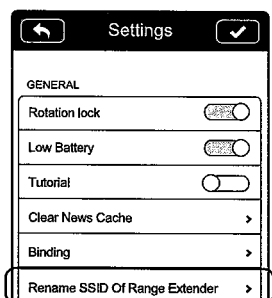 Settings
GENERAL
Rotation lock
Low Battery
Tutorial
Clear News Cache
Binding
Rename SSID Of Range Extender